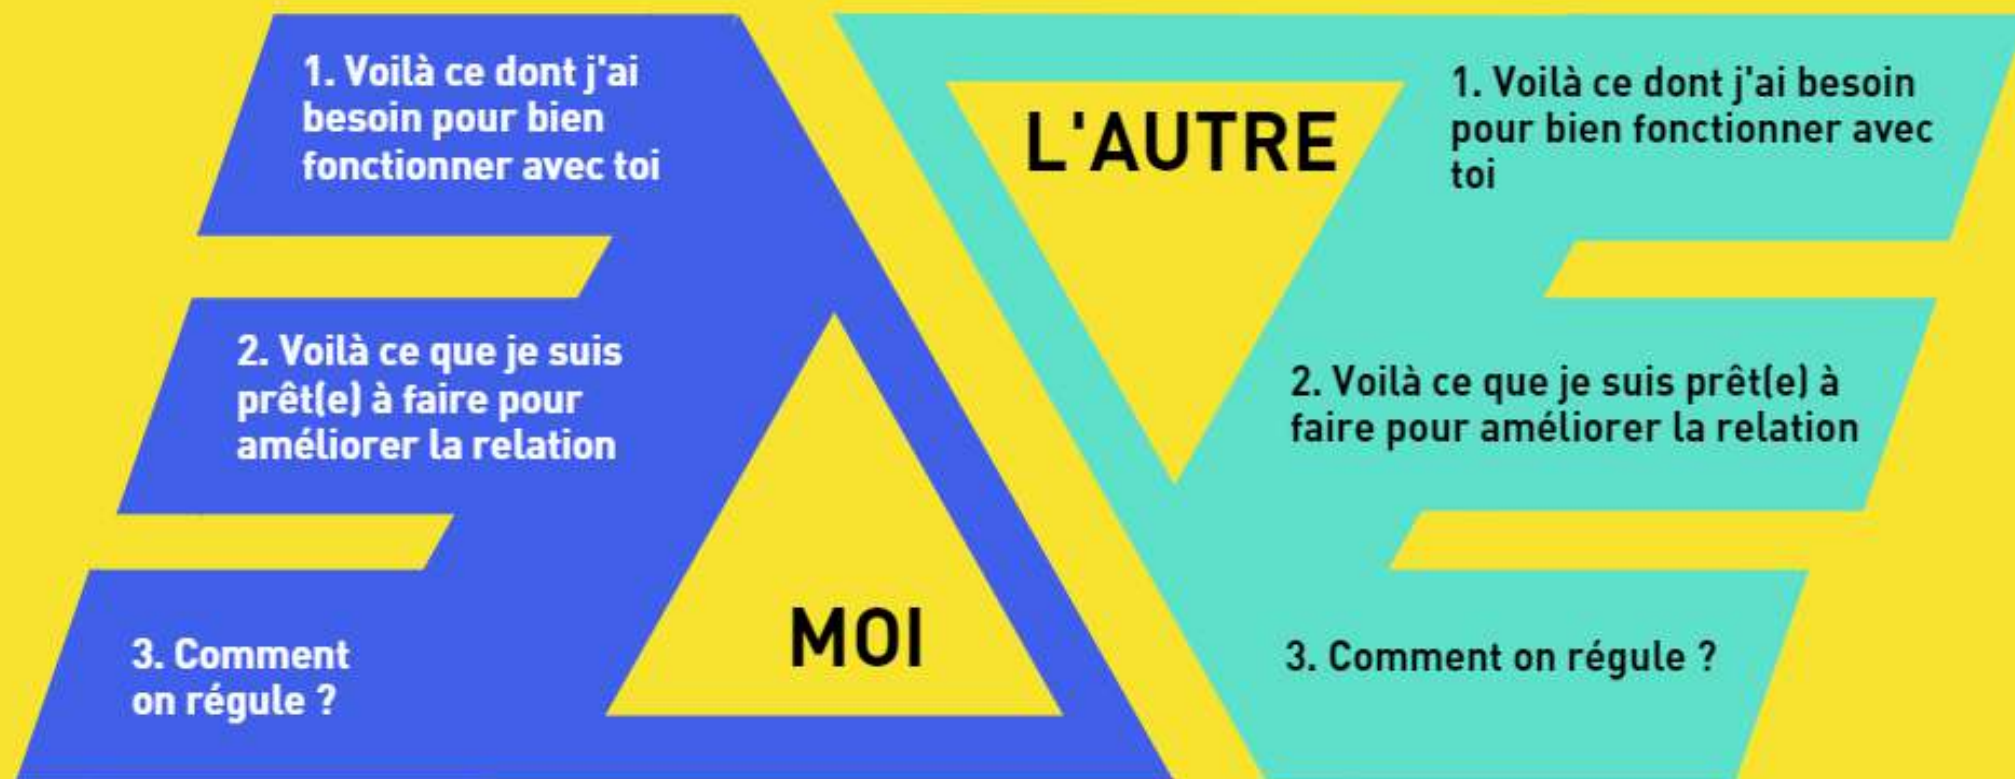 1. Voilà ce dont j'ai
besoin pour bien
fonctionner avec toi
2. Voilà ce que je suis
prêt(e) à faire pour
améliorer la relation
3. Comment
on régule ?
MOI
L'AUTRE
1. Voilà ce dont j'ai besoin
pour bien fonctionner avec
toi
2. Voilà ce que je suis prêt(e) à
faire pour améliorer la relation
3. Comment on régule ?